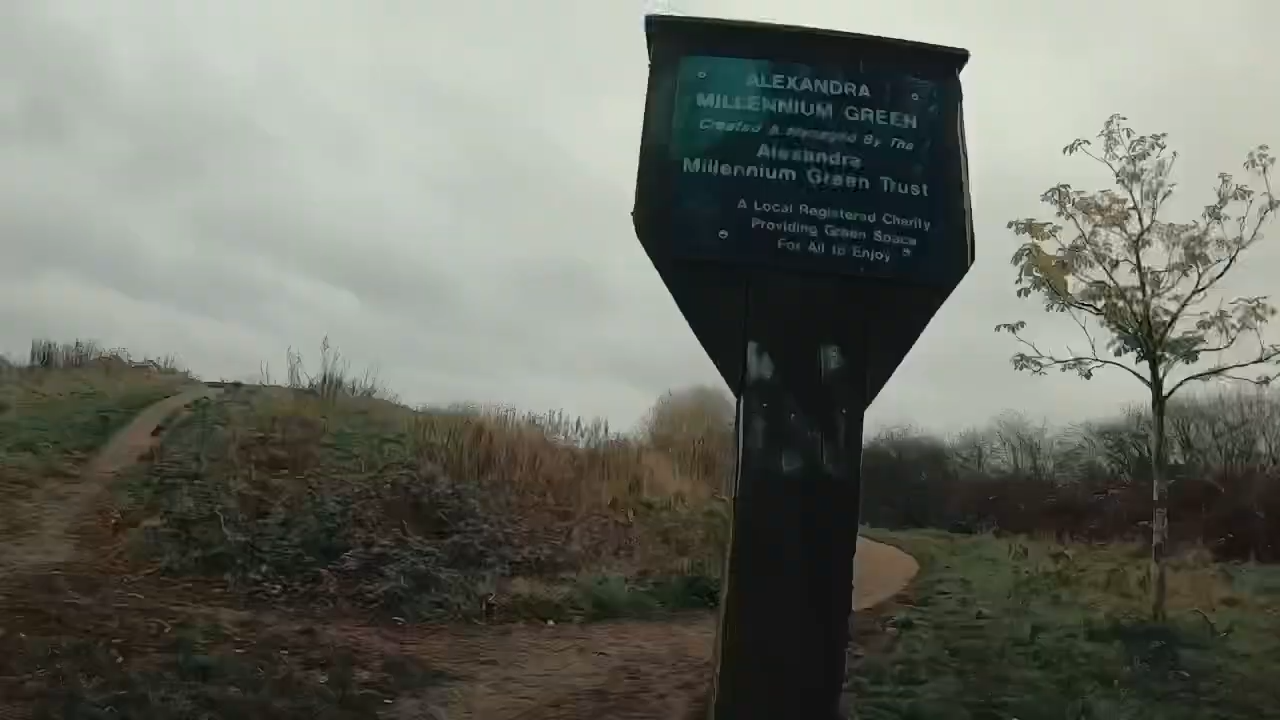 ALEXANDRA
MILLENNIUM GREEN
Created & Managed By The
Alexandra
Millennium Green Trust
A Local Registered Charity
Providing Green Space
For All to Enjoy